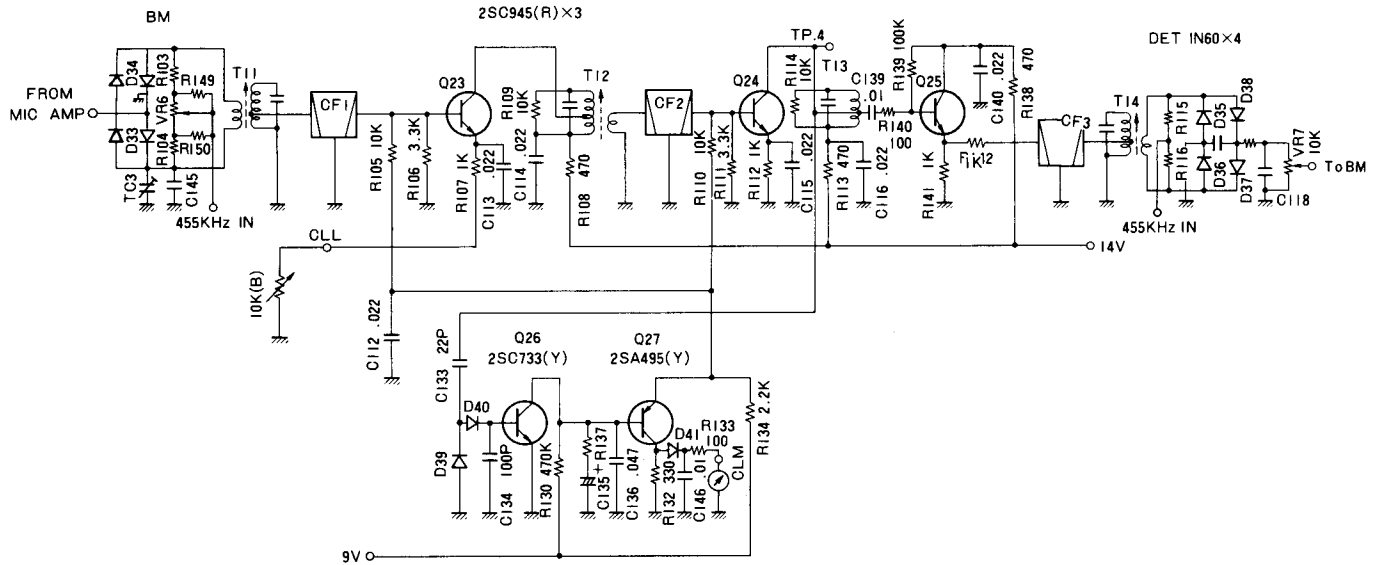 BM
2SC945(R)×3
DET IN60×4
FROM
MIC AMP
D34
D33
R103
VR6
R104
R149
R150
TC3
C145
455KHz IN
T11
CF1
R105 10K
R106 3.3K
Q23
R107 1K
.022
C113
C114 .022
R109
10K
T12
R108 470
CF2
R110 10K
R111 3.3K
Q24
TP.4
R112 1K
C115 .022
R114
10K
T13
R113 470
C116 .022
C139
.01
R140
100
R139 100K
Q25
R141 1K
C140 .022
R138 470
1K
CF3
T14
R115
R116
D35
D36
D38
D37
C118
VR7
10K
To BM
455KHz IN
CLL
14V
10K(B)
C112 .022
C133 22P
D39
D40
C134 100P
Q26
2SC733(Y)
R130 470K
C135 +
R137
C136 .047
Q27
2SA495(Y)
R132 330
D41
C146 .01
R133
100
CLM
R134 2.2K
9V